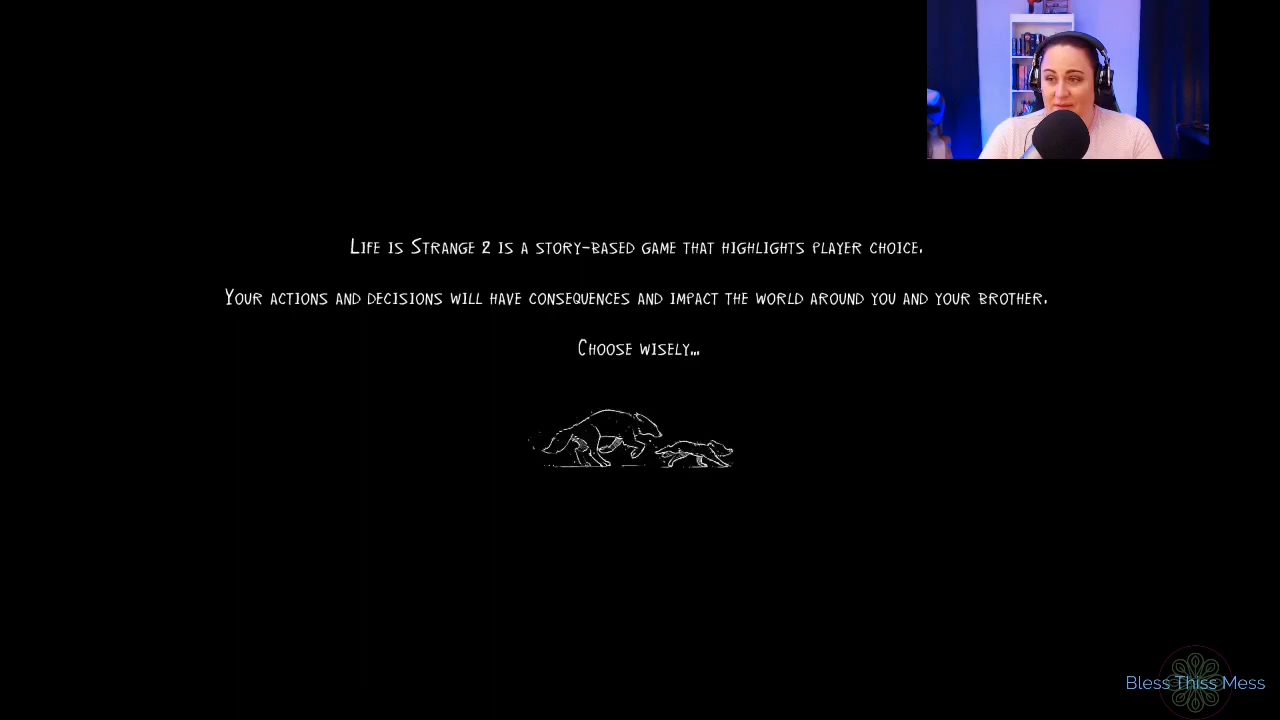 Life is Strange 2 is a story-based game that highlights player choice.
Your actions and decisions will have consequences and impact the world around you and your brother.
Choose wisely...
Bless Thiss Mess